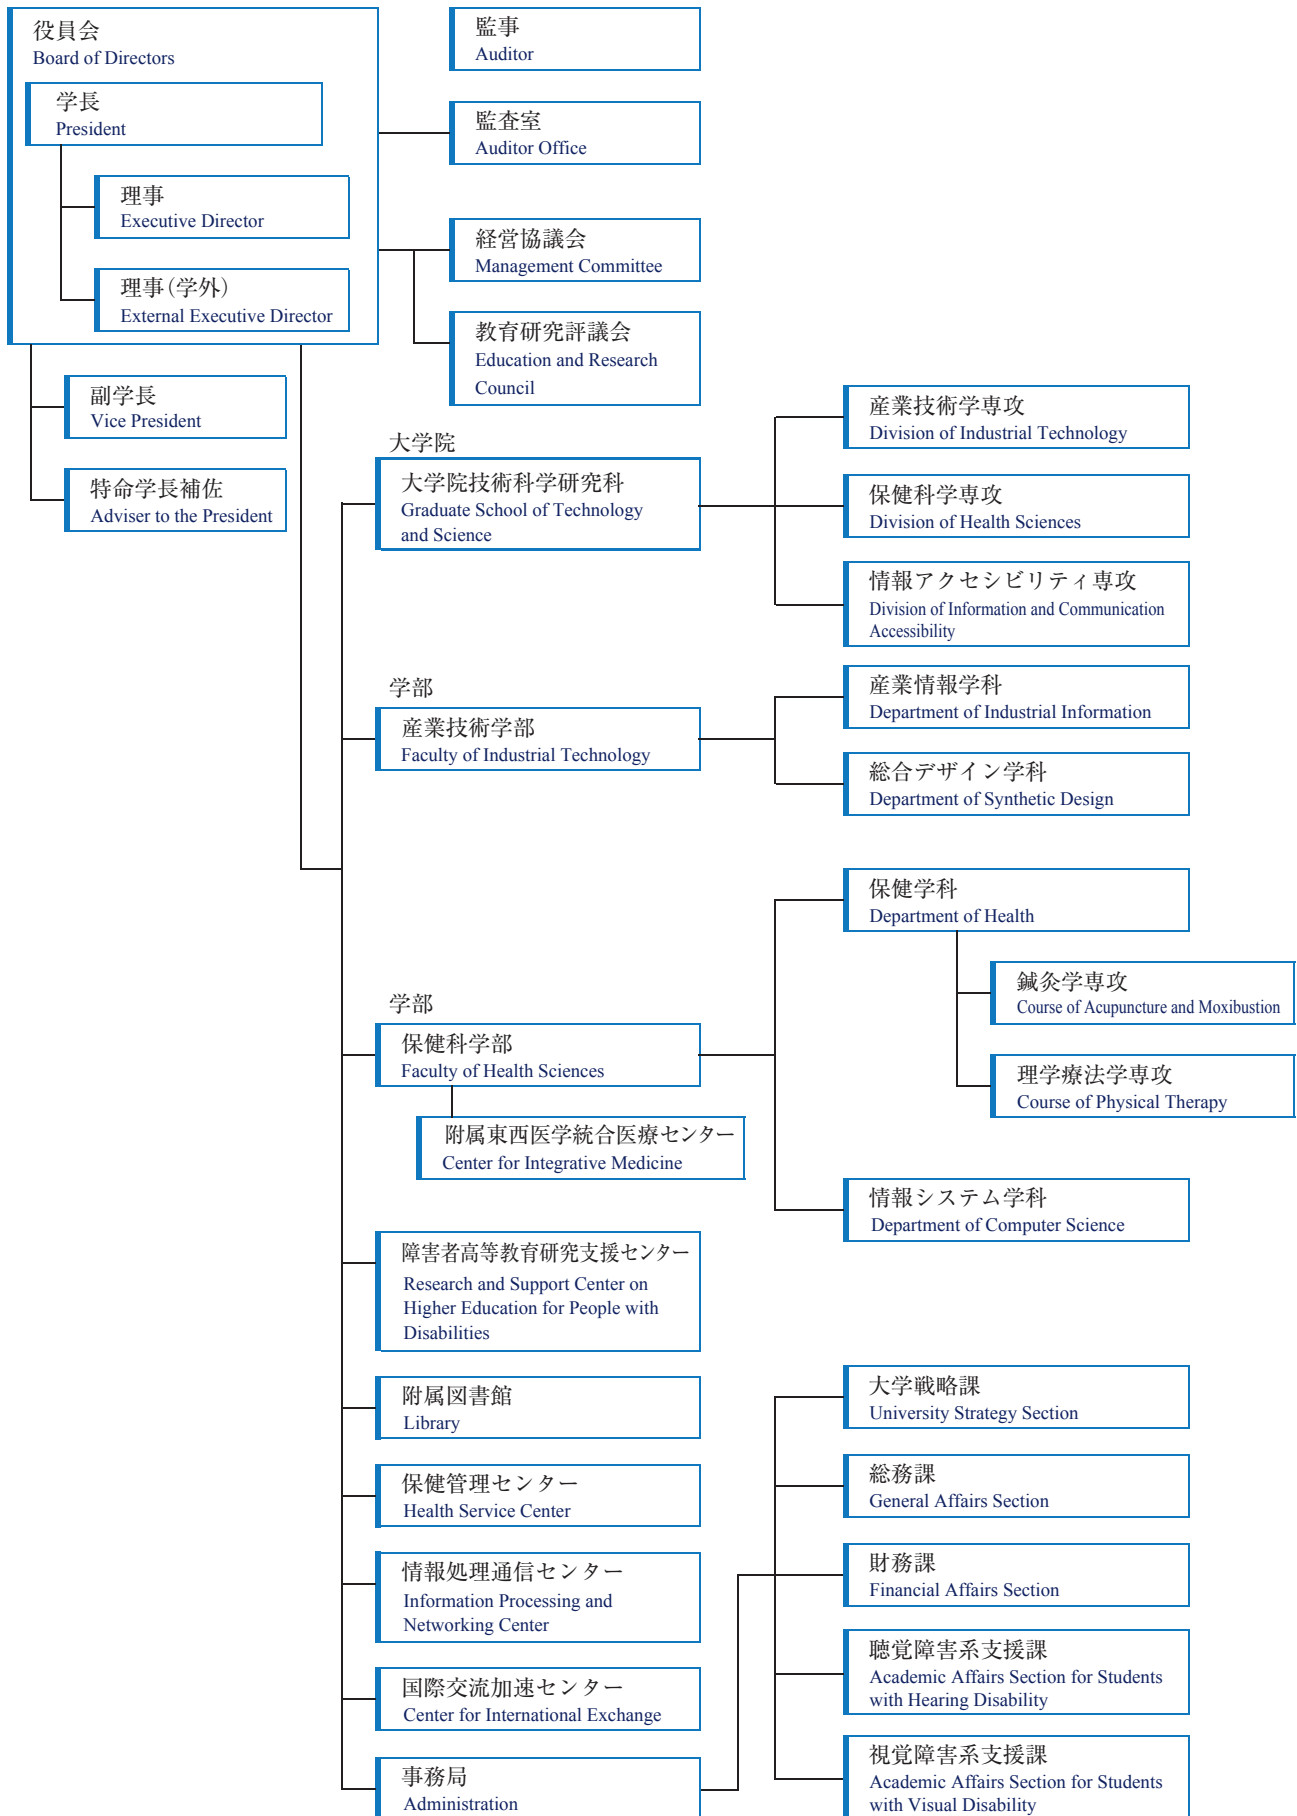 役員会
Board of Directors
学長
President
理事
Executive Director
理事(学外)
External Executive Director
副学長
Vice President
特命学長補佐
Adviser to the President
監事
Auditor
監査室
Auditor Office
経営協議会
Management Committee
教育研究評議会
Education and Research
Council
大学院
大学院技術科学研究科
Graduate School of Technology
and Science
産業技術学専攻
Division of Industrial Technology
保健科学専攻
Division of Health Sciences
情報アクセシビリティ専攻
Division of Information and Communication
Accessibility
学部
産業技術学部
Faculty of Industrial Technology
産業情報学科
Department of Industrial Information
総合デザイン学科
Department of Synthetic Design
学部
保健科学部
Faculty of Health Sciences
附属東西医学統合医療センター
Center for Integrative Medicine
保健学科
Department of Health
鍼灸学専攻
Course of Acupuncture and Moxibustion
理学療法学専攻
Course of Physical Therapy
情報システム学科
Department of Computer Science
障害者高等教育研究支援センター
Research and Support Center on
Higher Education for People with
Disabilities
附属図書館
Library
保健管理センター
Health Service Center
情報処理通信センター
Information Processing and
Networking Center
国際交流加速センター
Center for International Exchange
事務局
Administration
大学戦略課
University Strategy Section
総務課
General Affairs Section
財務課
Financial Affairs Section
聴覚障害系支援課
Academic Affairs Section for Students
with Hearing Disability
視覚障害系支援課
Academic Affairs Section for Students
with Visual Disability